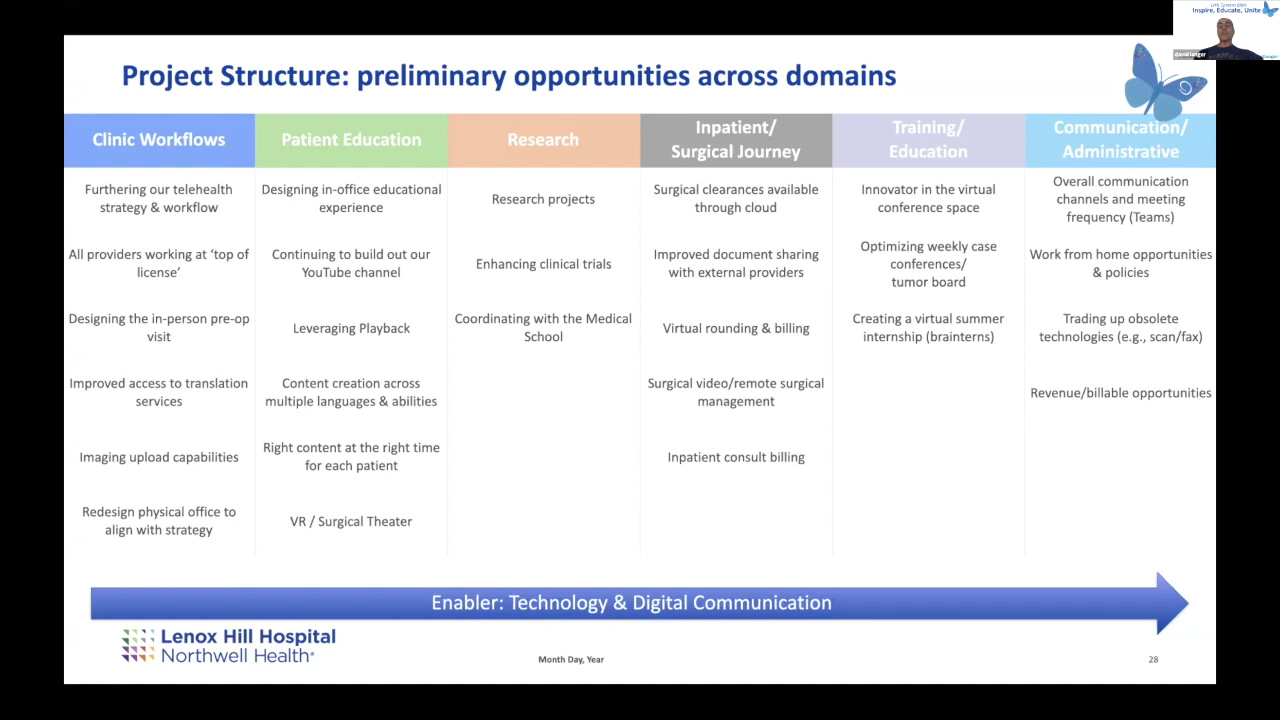 Inspire, Educate, Unite
david langer
Project Structure: preliminary opportunities across domains
Clinic Workflows
Furthering our telehealth
strategy & workflow
All providers working at ‘top of
license’
Designing the in-person pre-op
visit
Improved access to translation
services
Imaging upload capabilities
Redesign physical office to
align with strategy
Patient Education
Designing in-office educational
experience
Continuing to build out our
YouTube channel
Leveraging Playback
Content creation across
multiple languages & abilities
Right content at the right time
for each patient
VR / Surgical Theater
Research
Research projects
Enhancing clinical trials
Coordinating with the Medical
School
Inpatient/
Surgical Journey
Surgical clearances available
through cloud
Improved document sharing
with external providers
Virtual rounding & billing
Surgical video/remote surgical
management
Inpatient consult billing
Training/
Education
Innovator in the virtual
conference space
Optimizing weekly case
conferences/
tumor board
Creating a virtual summer
internship (brainterns)
Communication/
Administrative
Overall communication
channels and meeting
frequency (Teams)
Work from home opportunities
& policies
Trading up obsolete
technologies (e.g., scan/fax)
Revenue/billable opportunities
Enabler: Technology & Digital Communication
Lenox Hill Hospital
Northwell Health®
Month Day, Year
28